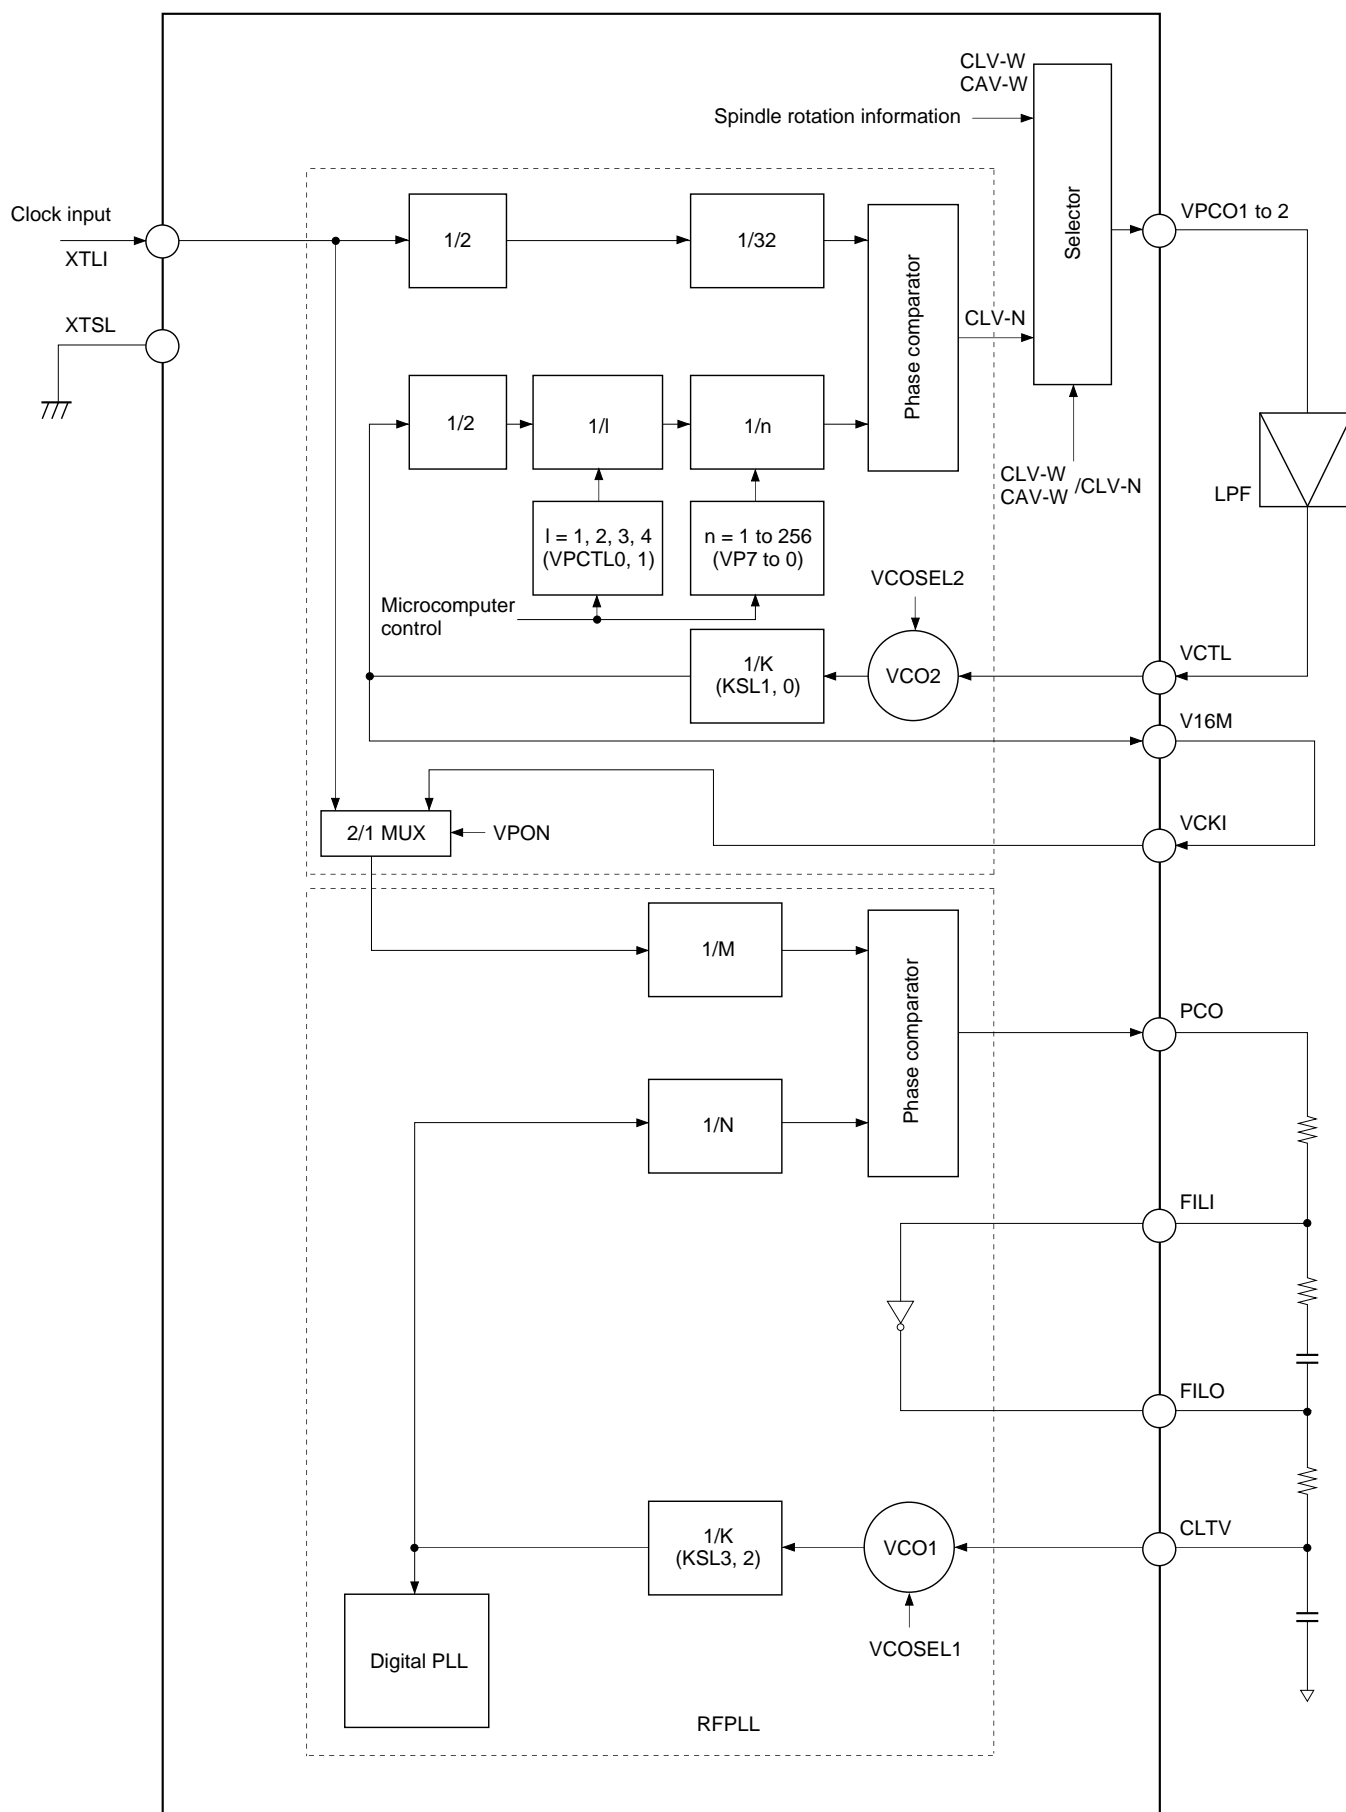 CLV-W
CAV-W
Spindle rotation information
Clock input
XTLI
1/2
1/32
Phase comparator
Selector
VPCO1 to 2
XTSL
CLV-N
1/2
1/l
1/n
CLV-W
CAV-W
/CLV-N
LPF
l = 1, 2, 3, 4
(VPCTL0, 1)
n = 1 to 256
(VP7 to 0)
Microcomputer
control
VCOSEL2
1/K
(KSL1, 0)
VCO2
VCTL
V16M
2/1 MUX
VPON
VCKI
1/M
Phase comparator
PCO
1/N
FILI
FILO
1/K
(KSL3, 2)
VCO1
CLTV
VCOSEL1
Digital PLL
RFPLL